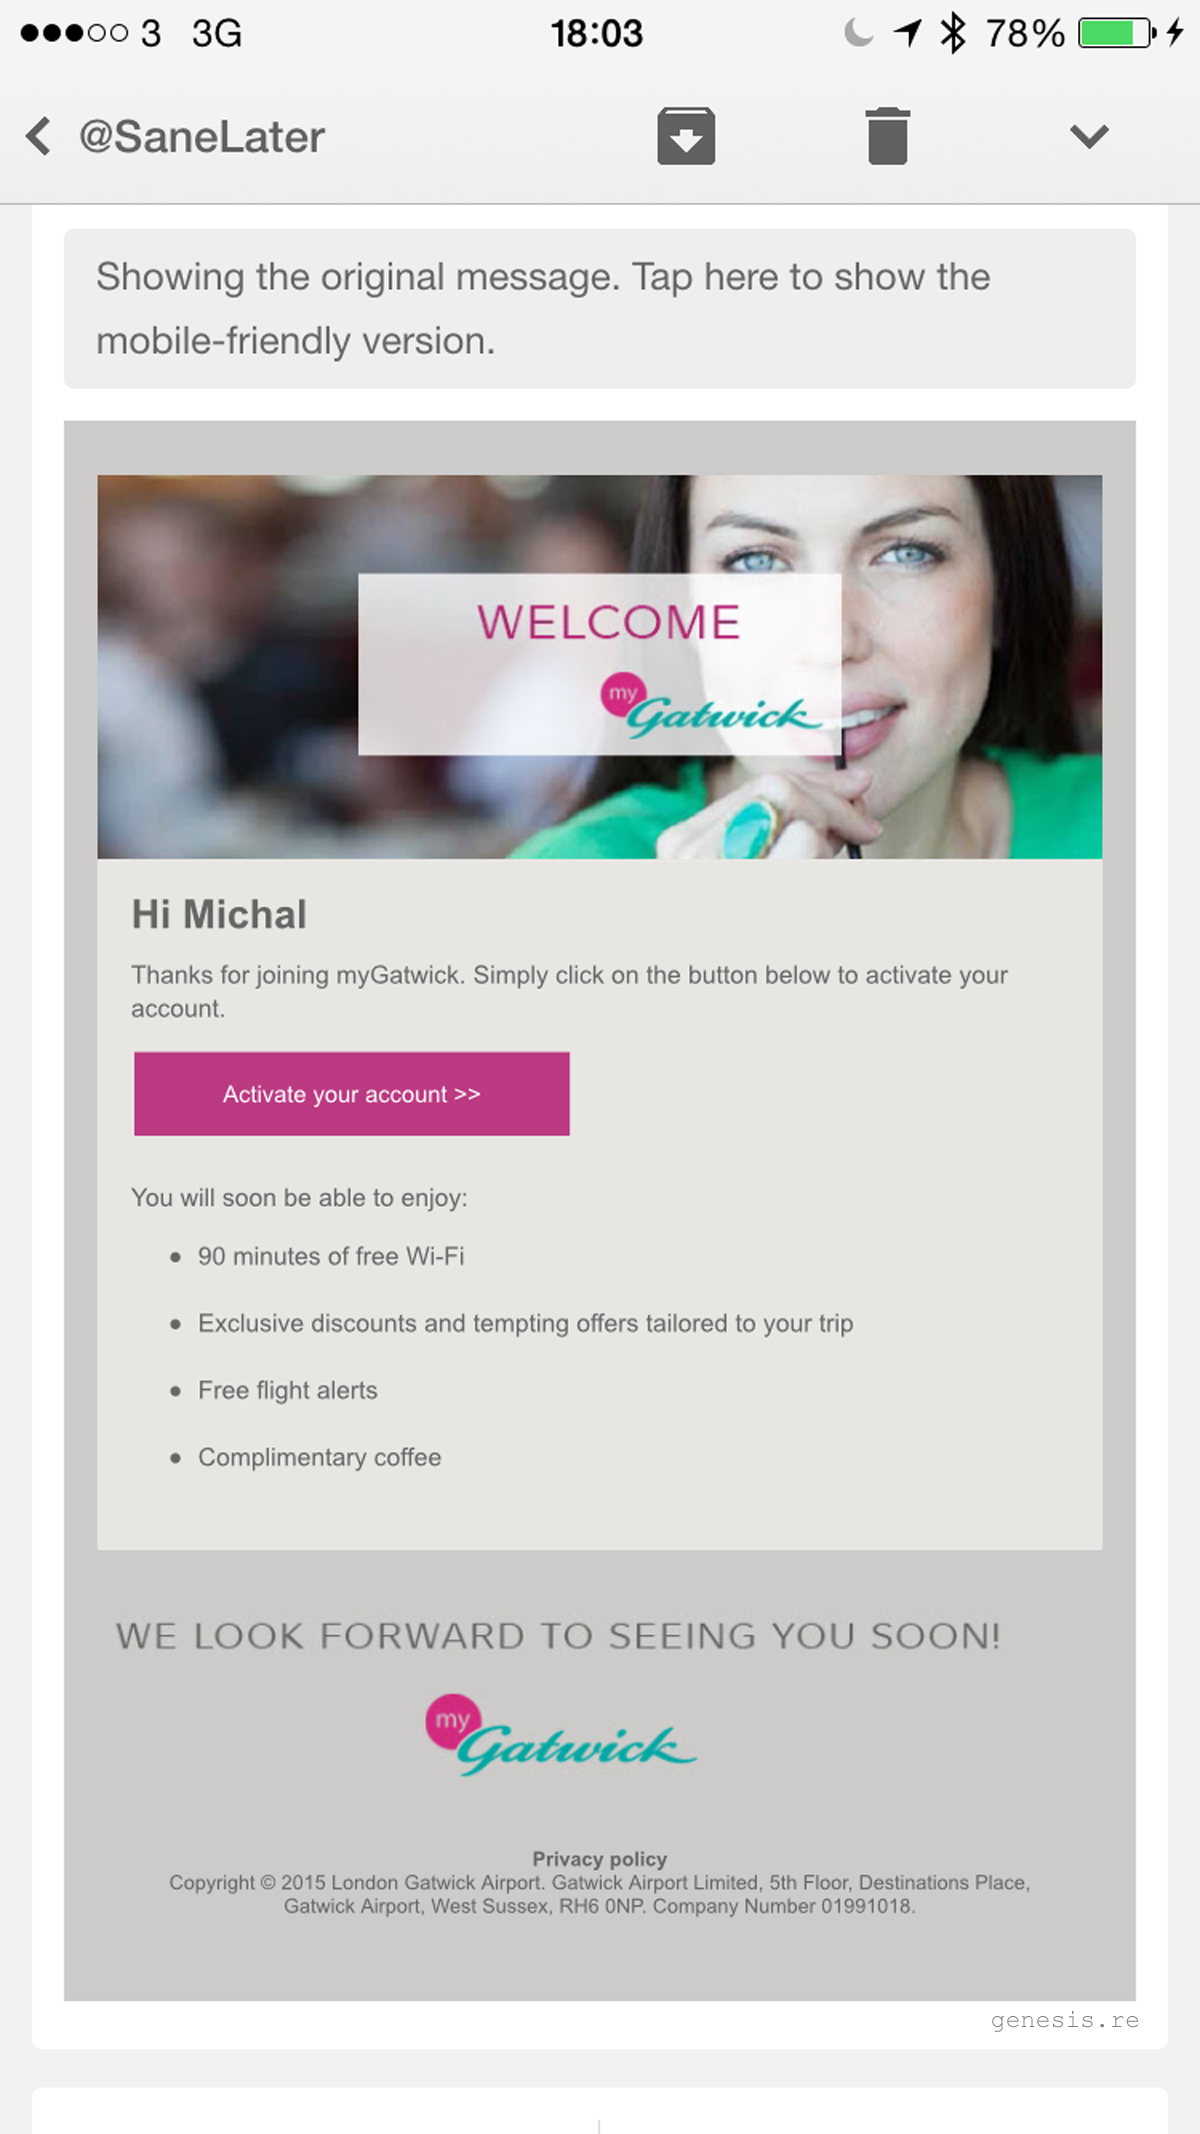 3 3G 18:03 78%
@SaneLater
Showing the original message. Tap here to show the
mobile-friendly version.
WELCOME
my Gatwick
Hi Michal
Thanks for joining myGatwick. Simply click on the button below to activate your
account.
Activate your account >>
You will soon be able to enjoy:
• 90 minutes of free Wi-Fi
• Exclusive discounts and tempting offers tailored to your trip
• Free flight alerts
• Complimentary coffee
WE LOOK FORWARD TO SEEING YOU SOON!
my Gatwick
Privacy policy
Copyright © 2015 London Gatwick Airport. Gatwick Airport Limited, 5th Floor, Destinations Place,
Gatwick Airport, West Sussex, RH6 0NP. Company Number 01991018.
genesis.re